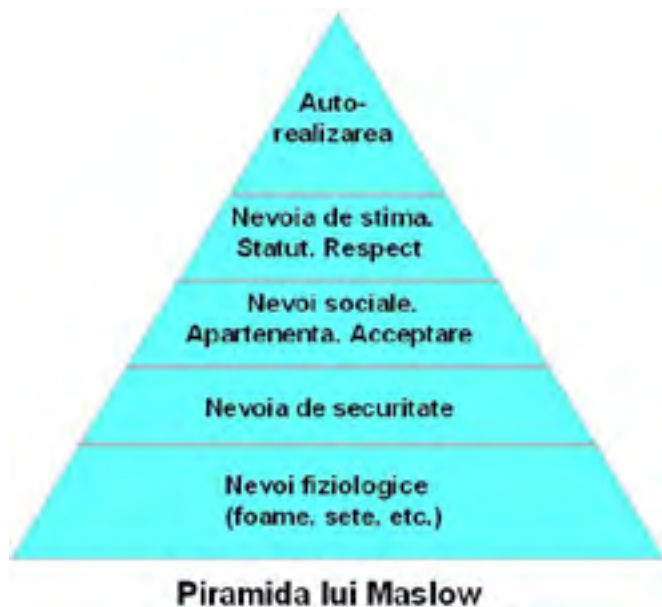 Auto-
realizarea
Nevoia de stima.
Statut. Respect
Nevoi sociale.
Apartenenta. Acceptare
Nevoia de securitate
Nevoi fiziologice
(foame, sete, etc.)
Piramida lui Maslow